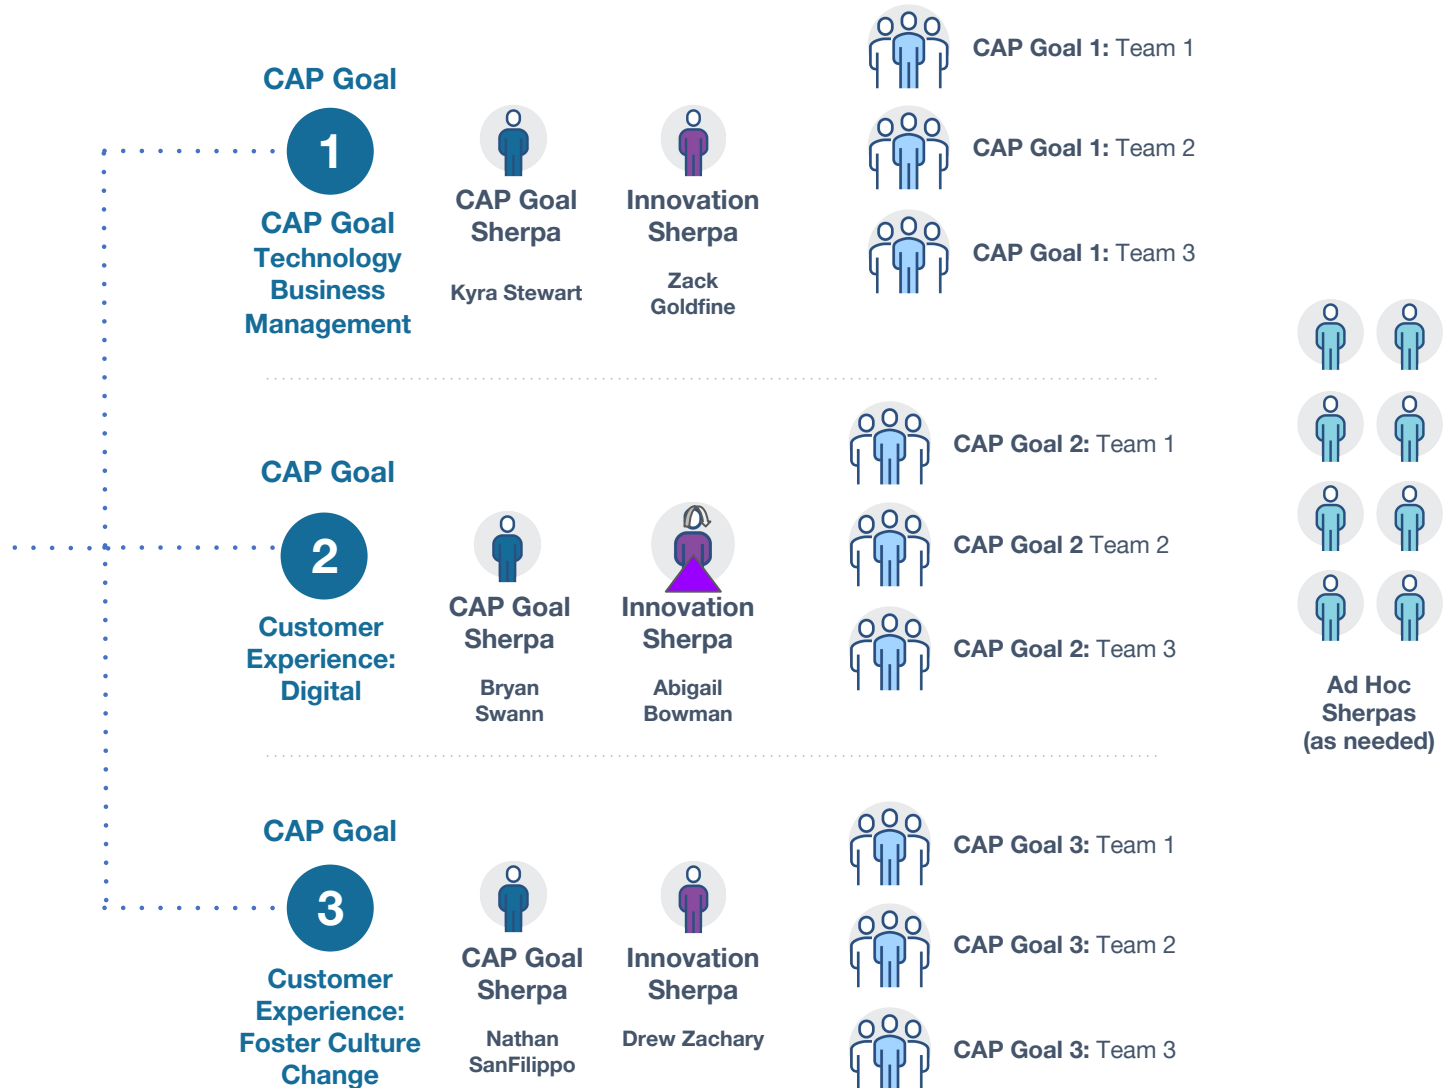 CAP Goal
1
CAP Goal
Technology
Business
Management
CAP Goal
Sherpa
Kyra Stewart
Innovation
Sherpa
Zack
Goldfine
CAP Goal 1: Team 1
CAP Goal 1: Team 2
CAP Goal 1: Team 3
CAP Goal
2
Customer
Experience:
Digital
CAP Goal
Sherpa
Bryan
Swann
Innovation
Sherpa
Abigail
Bowman
CAP Goal 2: Team 1
CAP Goal 2 Team 2
CAP Goal 2: Team 3
CAP Goal
3
Customer
Experience:
Foster Culture
Change
CAP Goal
Sherpa
Nathan
SanFilippo
Innovation
Sherpa
Drew Zachary
CAP Goal 3: Team 1
CAP Goal 3: Team 2
CAP Goal 3: Team 3
Ad Hoc
Sherpas
(as needed)